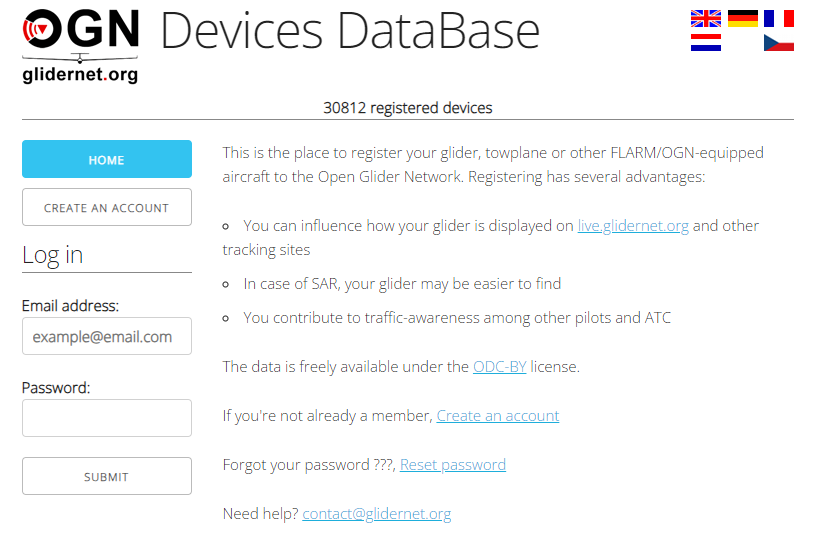 OGN Devices DataBase
glidernet.org
30812 registered devices
HOME
CREATE AN ACCOUNT
Log in
Email address:
example@email.com
Password:
SUBMIT
This is the place to register your glider, towplane or other FLARM/OGN-equipped
aircraft to the Open Glider Network. Registering has several advantages:
You can influence how your glider is displayed on live.glidernet.org and other
tracking sites
In case of SAR, your glider may be easier to find
You contribute to traffic-awareness among other pilots and ATC
The data is freely available under the ODC-BY license.
If you're not already a member, Create an account
Forgot your password ???, Reset password
Need help? contact@glidernet.org